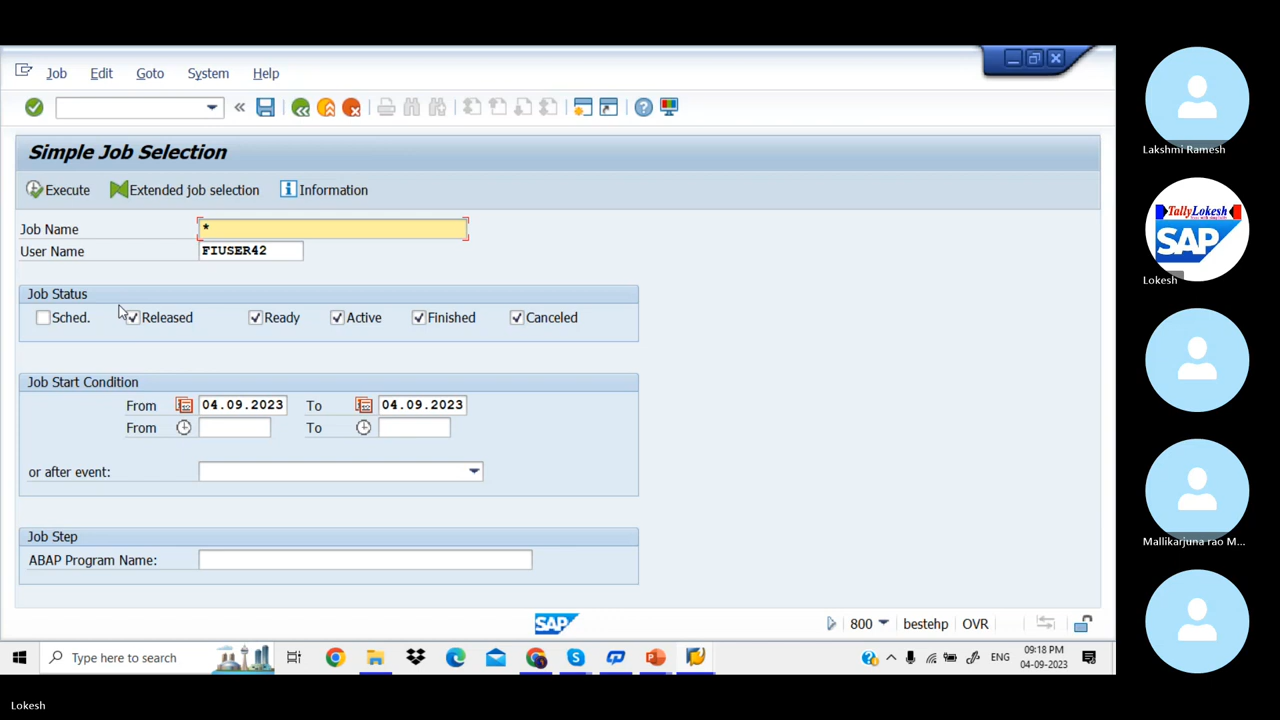 Job Edit Goto System Help
Simple Job Selection
Execute Extended job selection Information
Job Name *
User Name FIUSER42
Job Status
Sched. Released Ready Active Finished Canceled
Job Start Condition
From 04.09.2023 To 04.09.2023
From To
or after event:
Job Step
ABAP Program Name:
SAP 800 bestehp OVR
Type here to search
ENG 09:18 PM
04-09-2023
Lakshmi Ramesh
TallyLokesh
SAP
Lokesh
Mallikarjuna rao M...
Lokesh